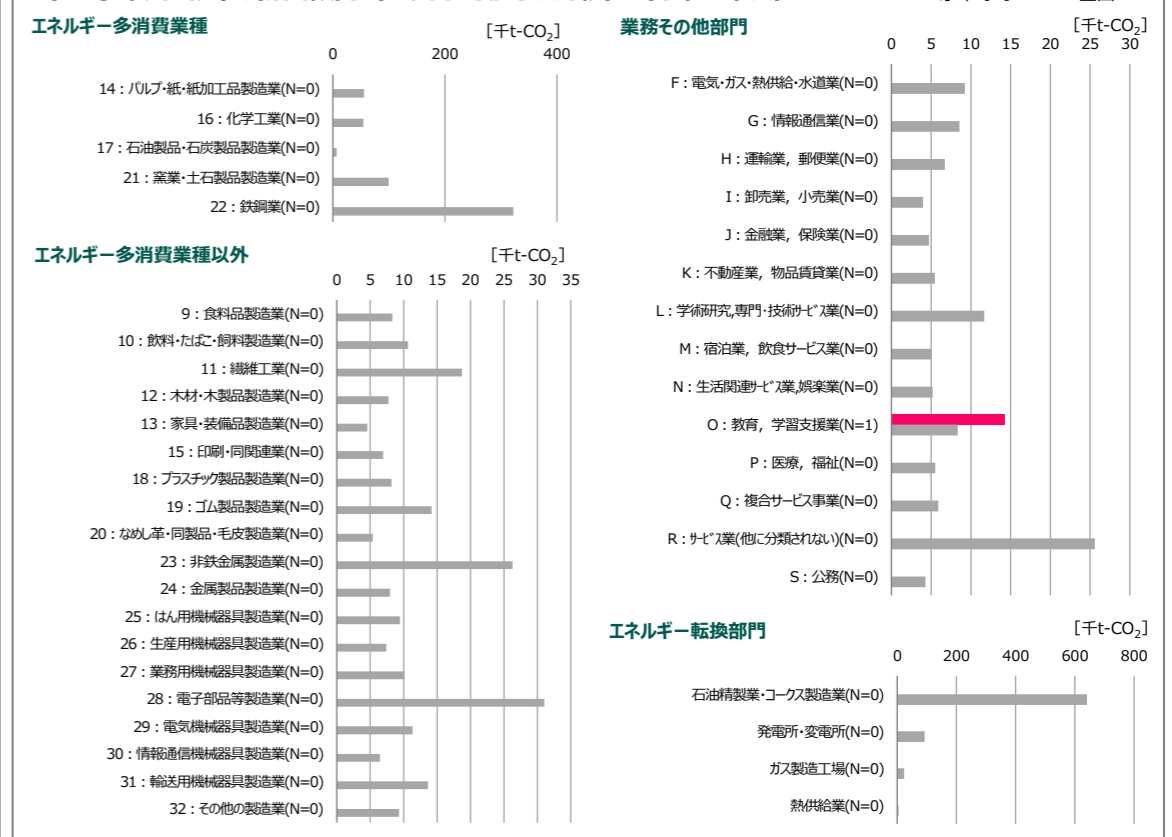 エネルギー多消費業種
[千t-CO₂]
0 200 400
14：パルプ・紙・紙加工品製造業(N=0)
16：化学工業(N=0)
17：石油製品・石炭製品製造業(N=0)
21：窯業・土石製品製造業(N=0)
22：鉄鋼業(N=0)
エネルギー多消費業種以外
[千t-CO₂]
0 5 10 15 20 25 30 35
9：食料品製造業(N=0)
10：飲料・たばこ・飼料製造業(N=0)
11：繊維工業(N=0)
12：木材・木製品製造業(N=0)
13：家具・装備品製造業(N=0)
15：印刷・同関連業(N=0)
18：プラスチック製品製造業(N=0)
19：ゴム製品製造業(N=0)
20：なめし革・同製品・毛皮製造業(N=0)
23：非鉄金属製造業(N=0)
24：金属製品製造業(N=0)
25：はん用機械器具製造業(N=0)
26：生産用機械器具製造業(N=0)
27：業務用機械器具製造業(N=0)
28：電子部品等製造業(N=0)
29：電気機械器具製造業(N=0)
30：情報通信機械器具製造業(N=0)
31：輸送用機械器具製造業(N=0)
32：その他の製造業(N=0)
業務その他部門
[千t-CO₂]
0 5 10 15 20 25 30
F：電気・ガス・熱供給・水道業(N=0)
G：情報通信業(N=0)
H：運輸業，郵便業(N=0)
I：卸売業，小売業(N=0)
J：金融業，保険業(N=0)
K：不動産業，物品賃貸業(N=0)
L：学術研究,専門・技術サービス業(N=0)
M：宿泊業，飲食サービス業(N=0)
N：生活関連サービス業,娯楽業(N=0)
O：教育，学習支援業(N=1)
P：医療，福祉(N=0)
Q：複合サービス事業(N=0)
R：サービス業(他に分類されない)(N=0)
S：公務(N=0)
エネルギー転換部門
[千t-CO₂]
0 200 400 600 800
石油精製業・コークス製造業(N=0)
発電所・変電所(N=0)
ガス製造工場(N=0)
熱供給業(N=0)